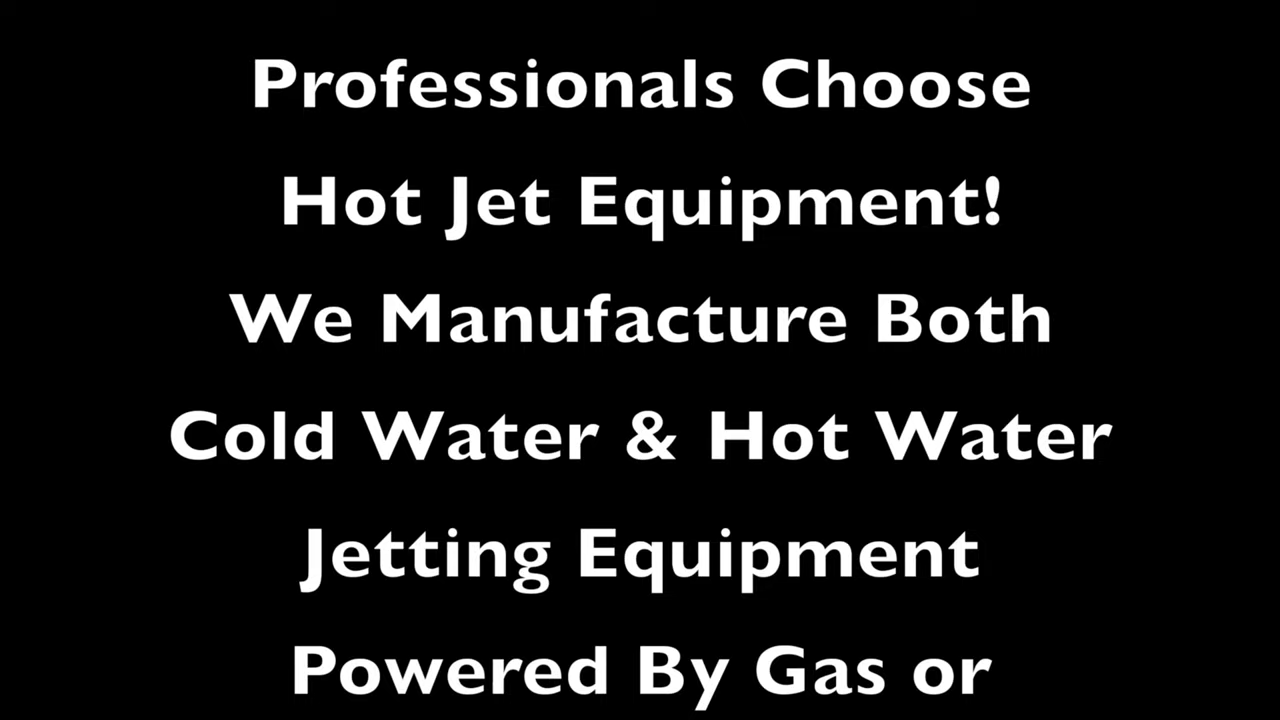 Professionals Choose
Hot Jet Equipment!
We Manufacture Both
Cold Water & Hot Water
Jetting Equipment
Powered By Gas or